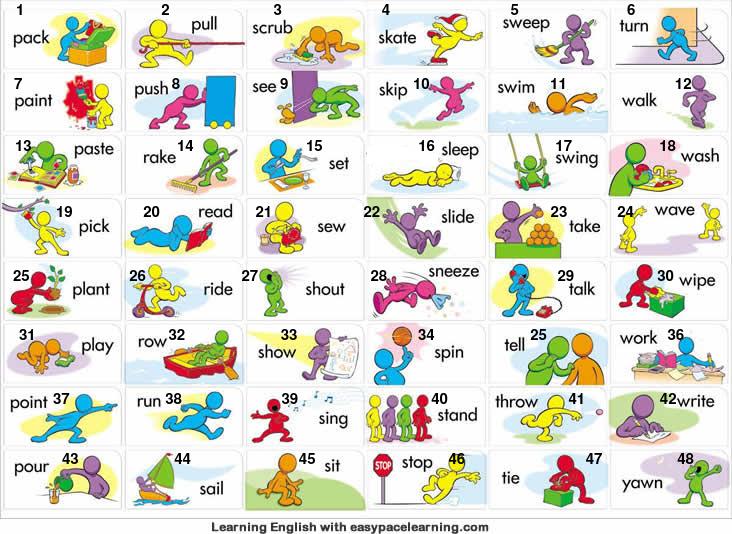 1 pack
2 pull
3 scrub
4 skate
5 sweep
6 turn
7 paint
push 8
see 9
skip 10
swim 11
12 walk
13 paste
14 rake
15 set
16 sleep
17 swing
18 wash
19 pick
20 read
21 sew
22 slide
23 take
24 wave
25 plant
26 ride
27 shout
28 sneeze
29 talk
30 wipe
31 play
row 32
33 show
34 spin
25 tell
work 36
point 37
run 38
39 sing
40 stand
throw 41
42 write
pour 43
44 sail
45 sit
STOP stop 46
tie 47
48 yawn
Learning English with easypacelearning.com